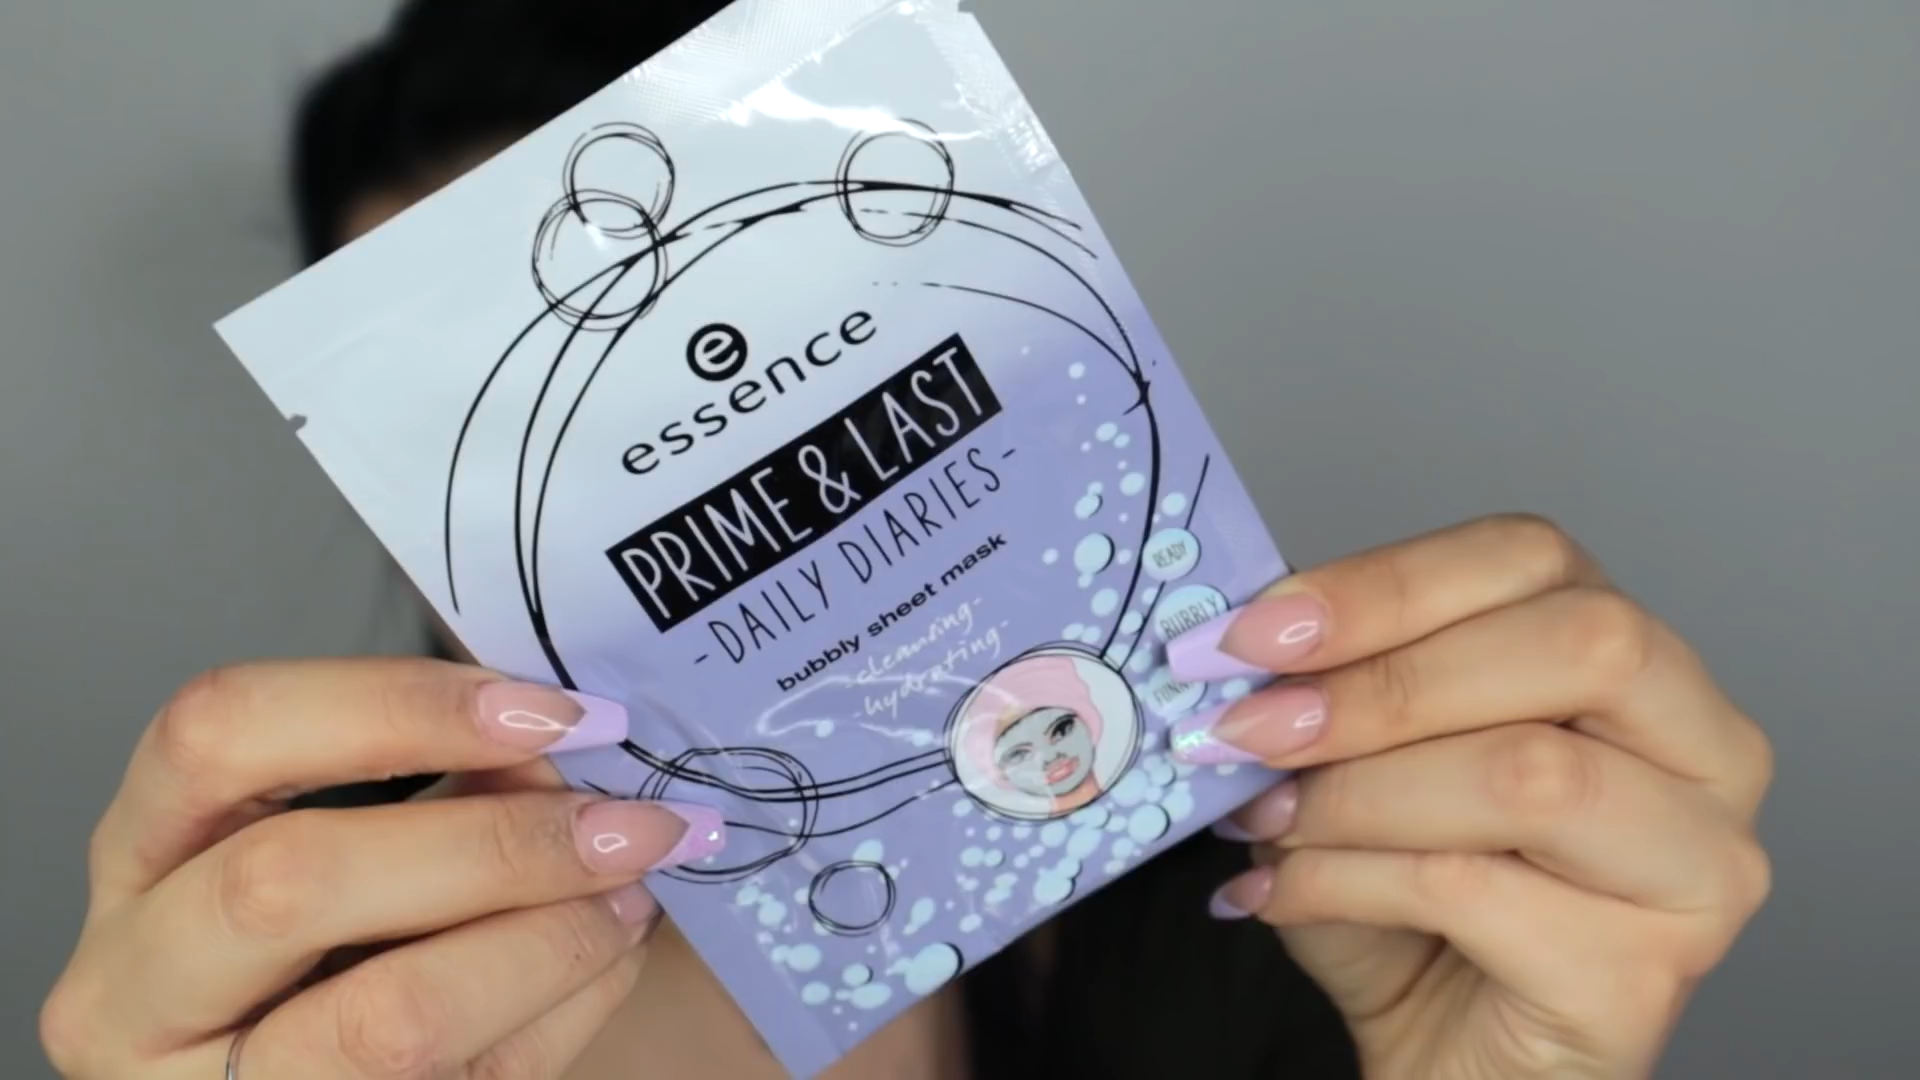 e
essence
PRIME & LAST
-DAILY DIARIES-
bubbly sheet mask
-cleansing-
-hydrating-
READY
BUBBLY